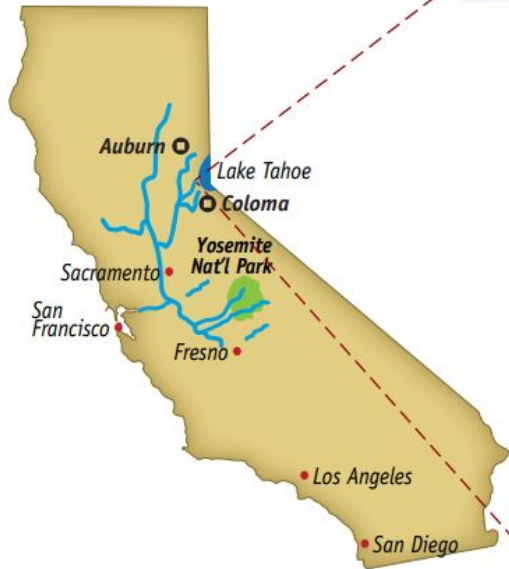 Auburn
Lake Tahoe
Coloma
Yosemite
Nat'l Park
Sacramento
San
Francisco
Fresno
Los Angeles
San Diego